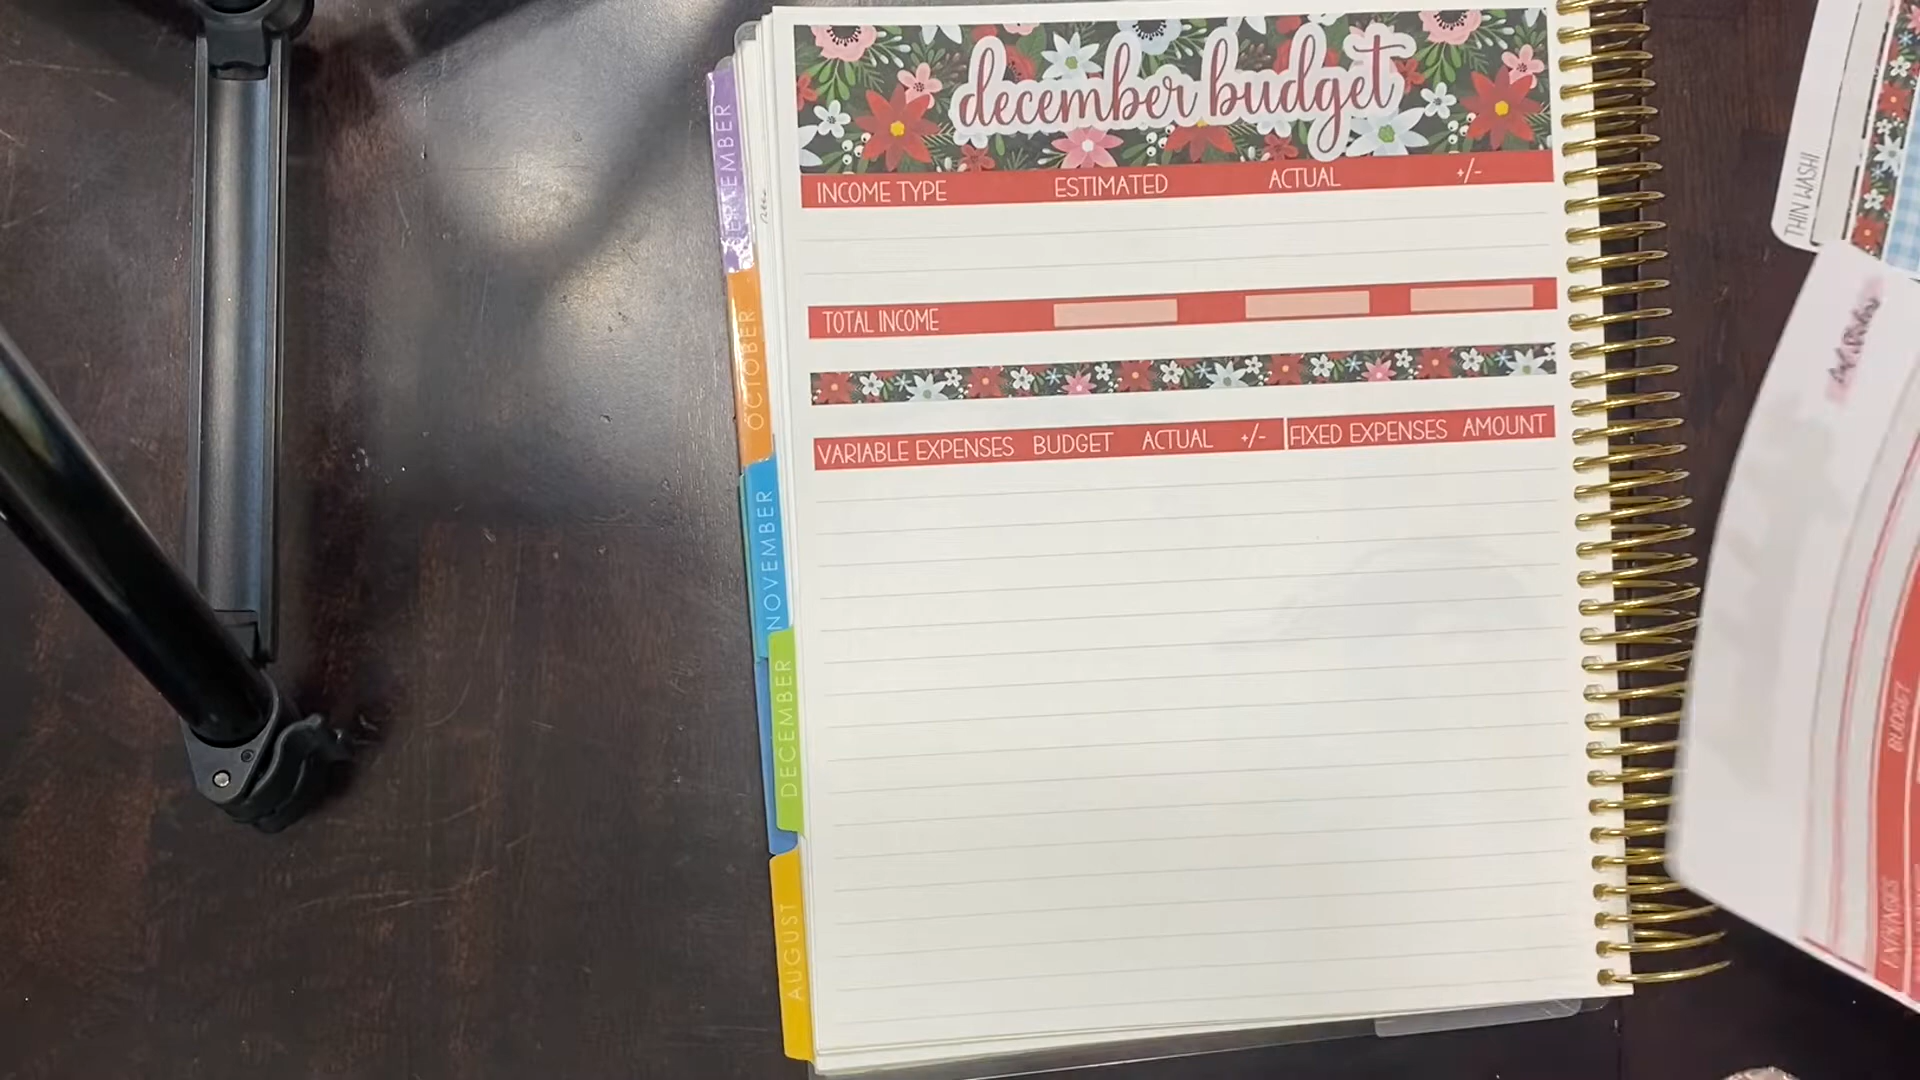 december budget
INCOME TYPE ESTIMATED ACTUAL +/-
TOTAL INCOME
VARIABLE EXPENSES BUDGET ACTUAL +/- FIXED EXPENSES AMOUNT
SEPTEMBER
OCTOBER
NOVEMBER
DECEMBER
AUGUST
THIN WASHI
BUDGET
EXPENSES